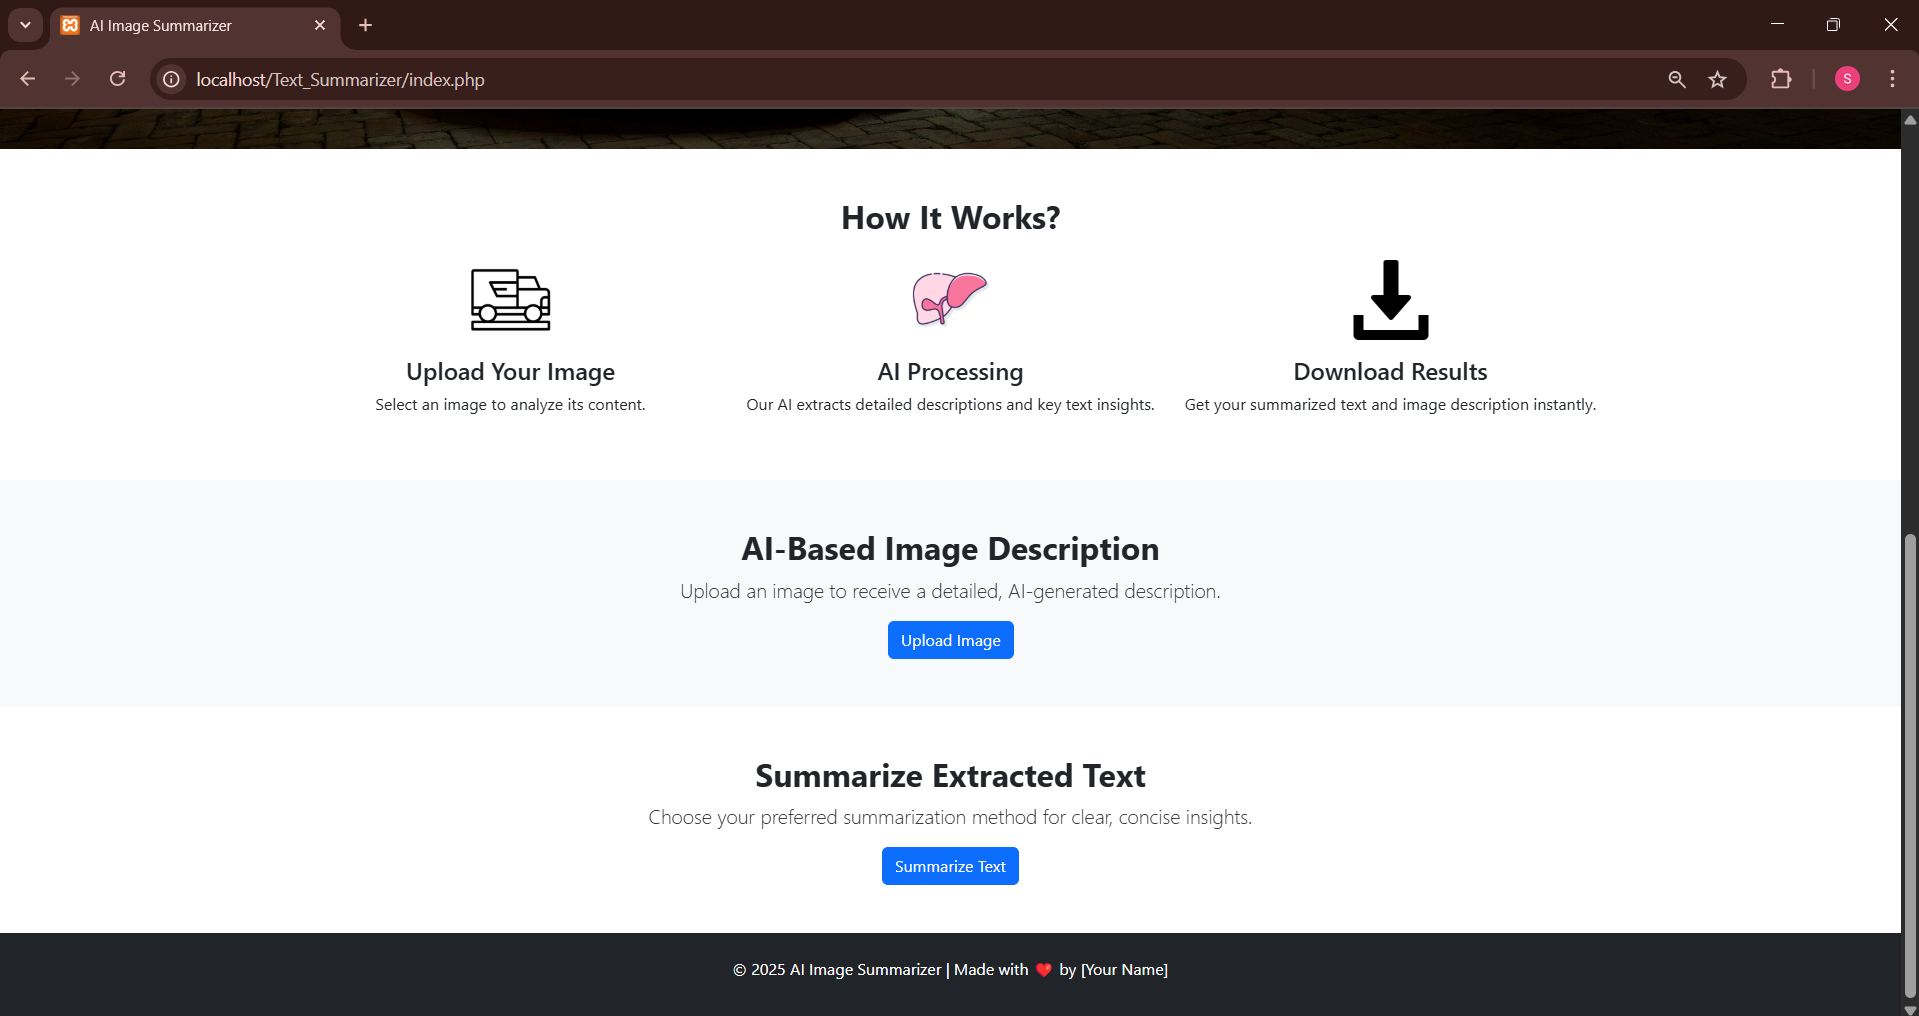 AI Image Summarizer
localhost/Text_Summarizer/index.php
S
How It Works?
Upload Your Image
Select an image to analyze its content.
AI Processing
Our AI extracts detailed descriptions and key text insights.
Download Results
Get your summarized text and image description instantly.
AI-Based Image Description
Upload an image to receive a detailed, AI-generated description.
Upload Image
Summarize Extracted Text
Choose your preferred summarization method for clear, concise insights.
Summarize Text
© 2025 AI Image Summarizer | Made with ❤️ by [Your Name]